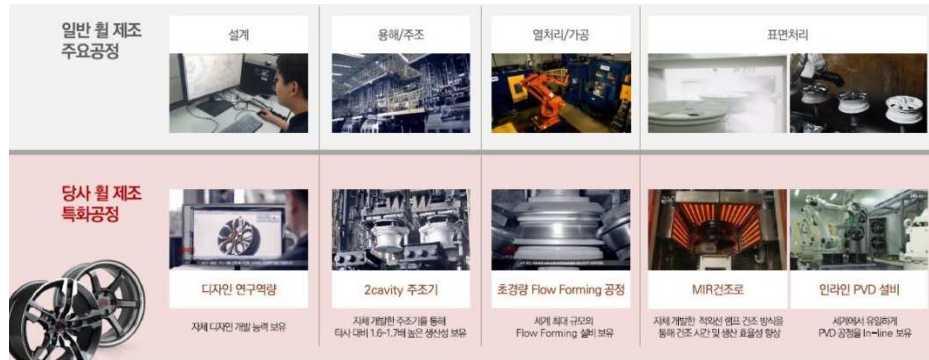 일반 휠 제조
주요공정
설계
용해/주조
열처리/가공
표면처리
당사 휠 제조
특화공정
디자인 연구역량
2cavity 주조기
초경량 Flow Forming 공정
MIR건조로
인라인 PVD 설비
자체 디자인 개발 능력 보유
자체 개발한 주조기를 통해
타사 대비 1.6~1.7배 높은 생산성 보유
세계 최대 규모의
Flow Forming 설비 보유
자체 개발한 적외선 램프 건조 방식을
통해 건조 시간 및 생산 효율성 향상
세계에서 유일하게
PVD 공정을 In-line 보유